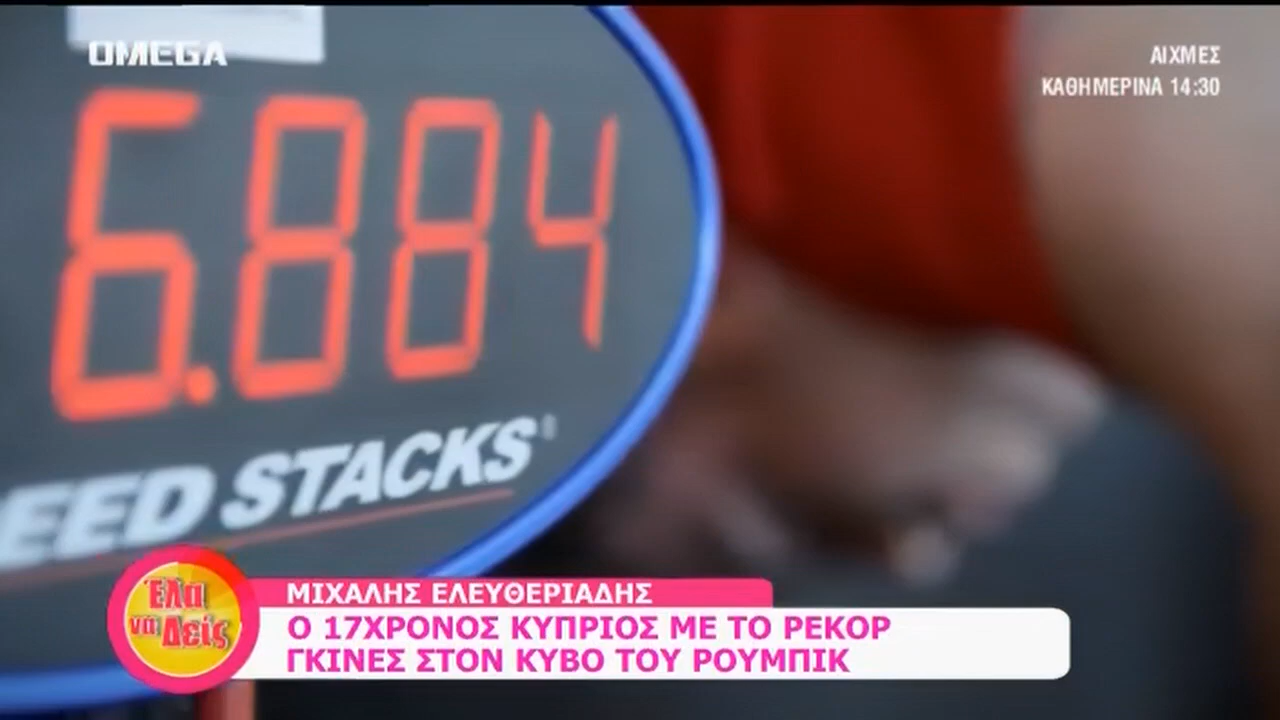 OMEGA
ΑΙΧΜΕΣ
ΚΑΘΗΜΕΡΙΝΑ 14:30
6.884
EED STACKS
Έλα
να Δείς
ΜΙΧΑΛΗΣ ΕΛΕΥΘΕΡΙΑΔΗΣ
Ο 17ΧΡΟΝΟΣ ΚΥΠΡΙΟΣ ΜΕ ΤΟ ΡΕΚΟΡ
ΓΚΙΝΕΣ ΣΤΟΝ ΚΥΒΟ ΤΟΥ ΡΟΥΜΠΙΚ